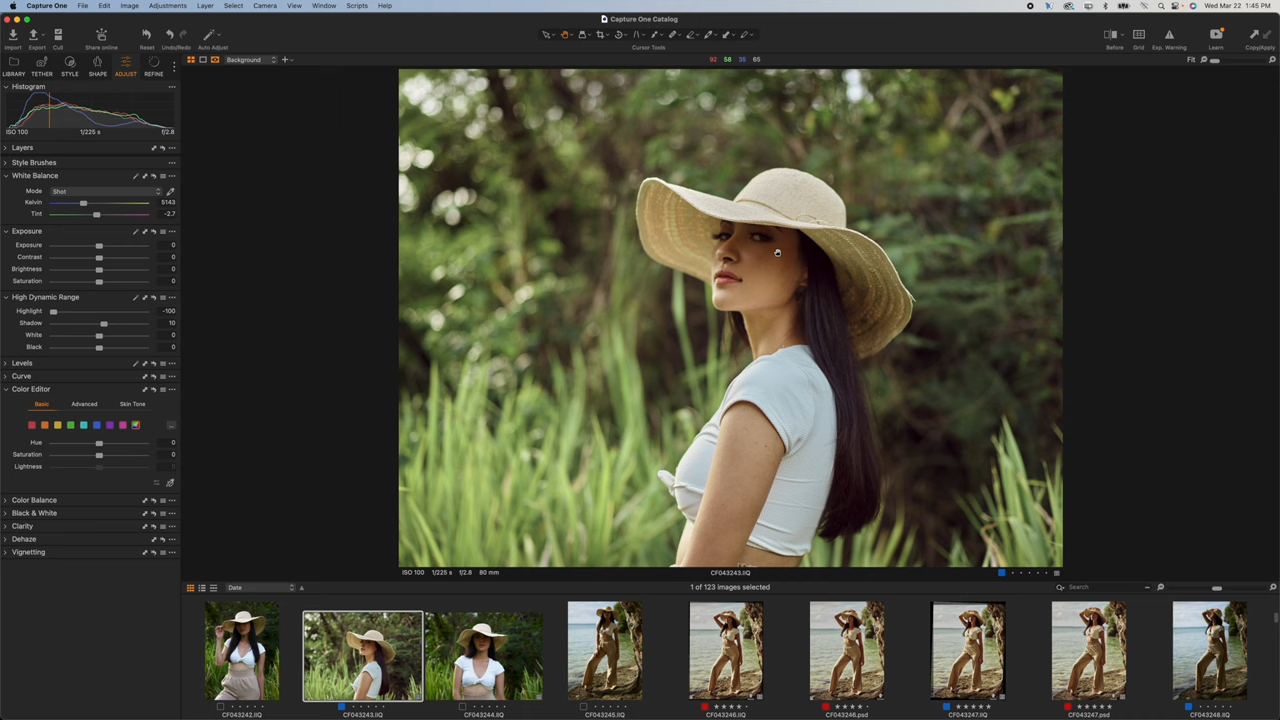 Capture One File Edit Image Adjustments Layer Select Camera View Window Scripts Help Wed Mar 22 1:45 PM
Capture One Catalog
Import Export Cull Share online Reset Undo/Redo Auto Adjust Cursor Tools Before Grid Exp. Warning Learn Copy/Apply
LIBRARY TETHER STYLE SHAPE ADJUST REFINE Background 92 58 35 65 Fit
Histogram
ISO 100 1/225 s f/2.8
Layers
Style Brushes
White Balance
Mode Shot
Kelvin 5143
Tint -2.7
Exposure
Exposure 0
Contrast 0
Brightness 0
Saturation 0
High Dynamic Range
Highlight -100
Shadow 10
White 0
Black 0
Levels
Curve
Color Editor
Basic Advanced Skin Tone
Hue 0
Saturation 0
Lightness 0
Color Balance
Black & White
Clarity
Dehaze
Vignetting
ISO 100 1/225 s f/2.8 80 mm CF043243.IIQ
Date 1 of 123 images selected Search
CF043242.IIQ CF043243.IIQ CF043244.IIQ CF043245.IIQ CF043246.IIQ CF043246.psd CF043247.IIQ CF043247.psd CF043248.IIQ